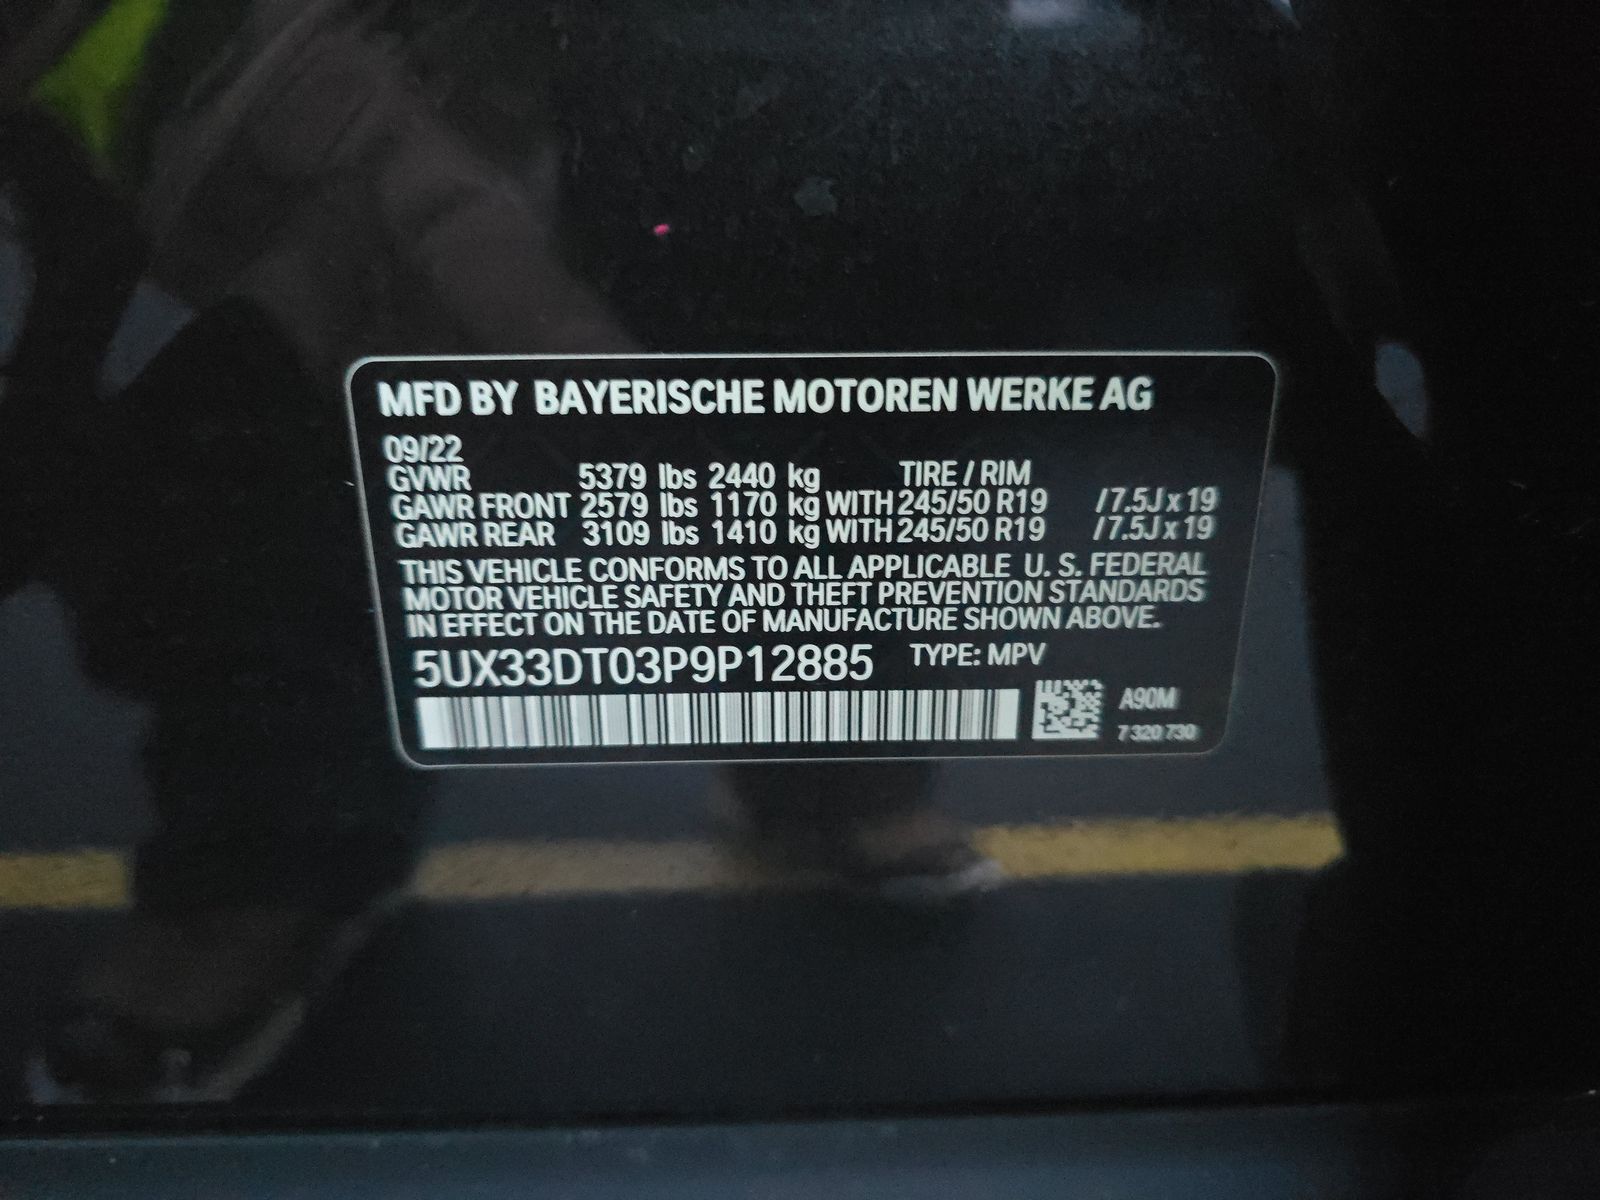 MFD BY BAYERISCHE MOTOREN WERKE AG
09/22
GVWR 5379 lbs 2440 kg TIRE / RIM
GAWR FRONT 2579 lbs 1170 kg WITH 245/50 R19 /7.5J x 19
GAWR REAR 3109 lbs 1410 kg WITH 245/50 R19 /7.5J x 19
THIS VEHICLE CONFORMS TO ALL APPLICABLE U. S. FEDERAL
MOTOR VEHICLE SAFETY AND THEFT PREVENTION STANDARDS
IN EFFECT ON THE DATE OF MANUFACTURE SHOWN ABOVE.
5UX33DT03P9P12885 TYPE: MPV
A90M
7 320 730